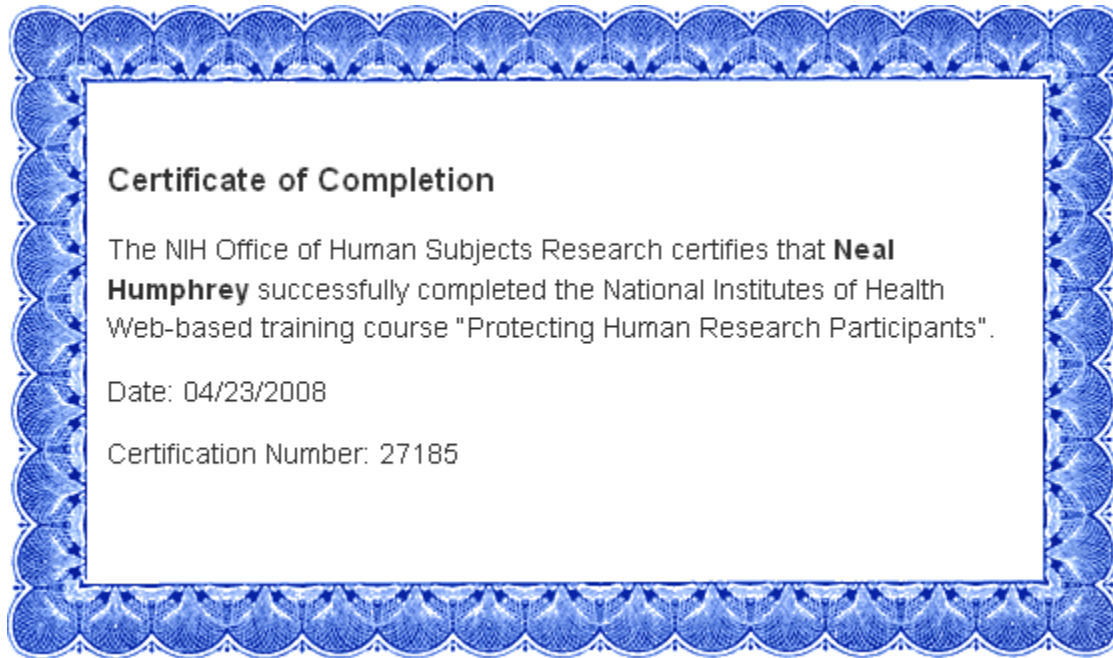 Certificate of Completion
The NIH Office of Human Subjects Research certifies that Neal
Humphrey successfully completed the National Institutes of Health
Web-based training course "Protecting Human Research Participants".
Date: 04/23/2008
Certification Number: 27185